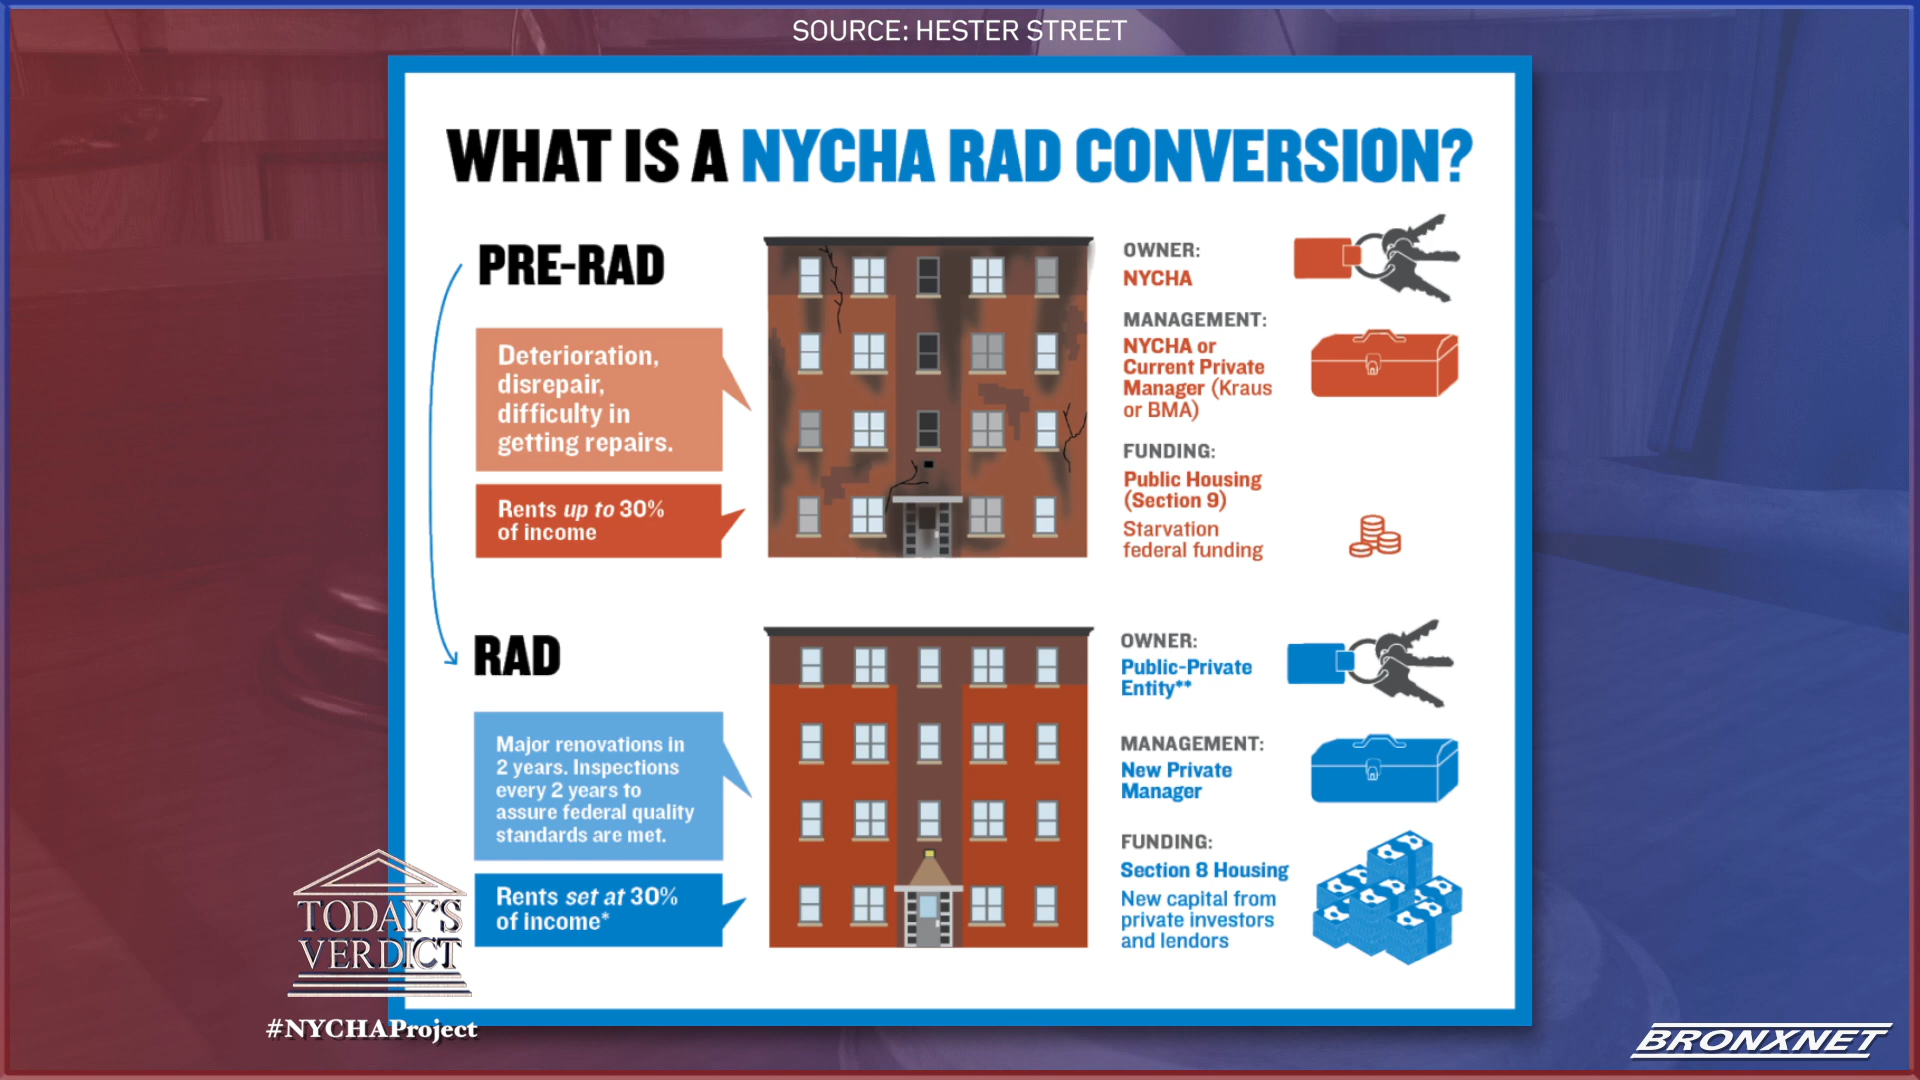 SOURCE: HESTER STREET
WHAT IS A NYCHA RAD CONVERSION?
PRE-RAD
Deterioration,
disrepair,
difficulty in
getting repairs.
Rents up to 30%
of income
OWNER:
NYCHA
MANAGEMENT:
NYCHA or
Current Private
Manager (Kraus
or BMA)
FUNDING:
Public Housing
(Section 9)
Starvation
federal funding
RAD
Major renovations in
2 years. Inspections
every 2 years to
assure federal quality
standards are met.
Rents set at 30%
of income*
OWNER:
Public-Private
Entity**
MANAGEMENT:
New Private
Manager
FUNDING:
Section 8 Housing
New capital from
private investors
and lenders
TODAY'S
VERDICT
#NYCHAProject
BRONXNET